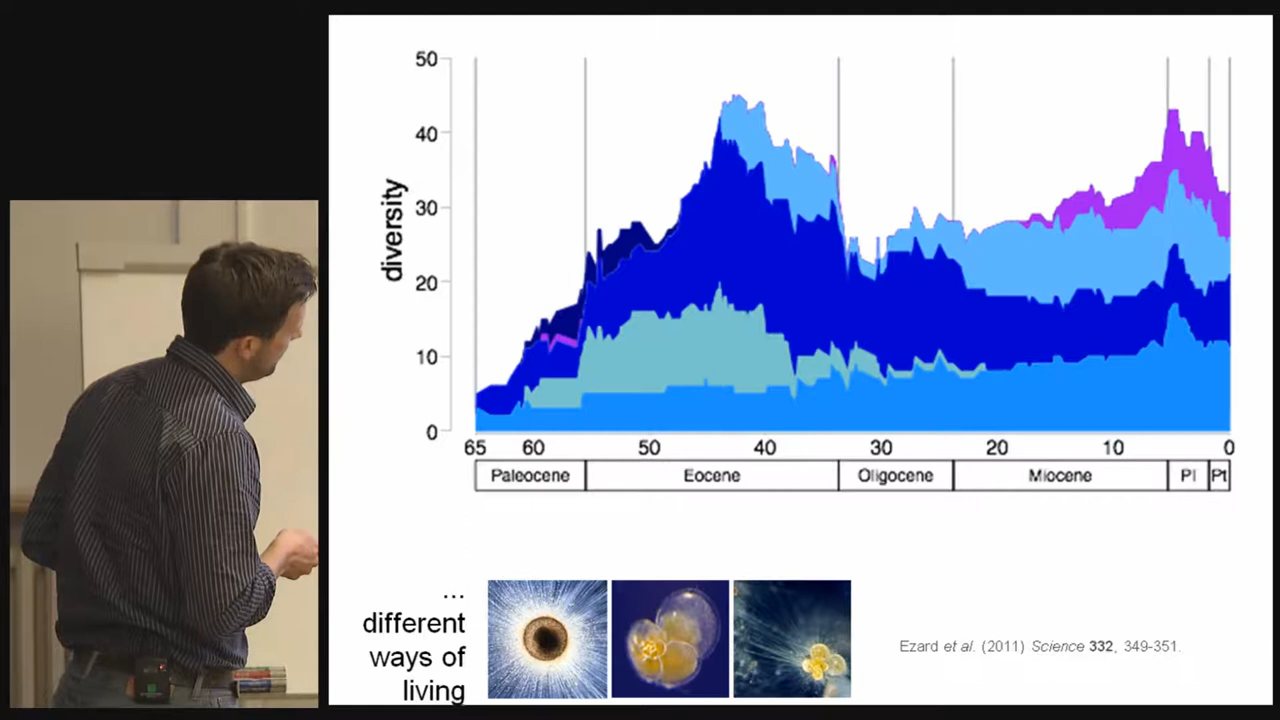 50
40
30
20
10
0
diversity
65 60 50 40 30 20 10 0
Paleocene Eocene Oligocene Miocene Pl Pt
...
different
ways of
living
Ezard et al. (2011) Science 332, 349-351.